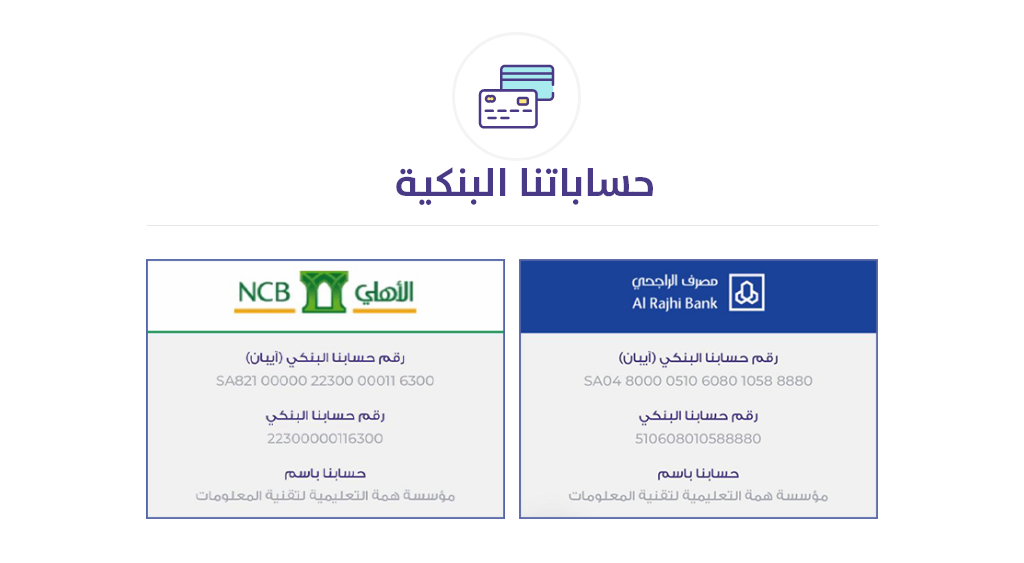 حساباتنا البنكية
مصرف الراجحي
Al Rajhi Bank
رقم حسابنا البنكي (آيبان)
SA04 8000 0510 6080 1058 8880
رقم حسابنا البنكي
510608010588880
حسابنا باسم
مؤسسة همة التعليمية لتقنية المعلومات
NCB الأهلي
رقم حسابنا البنكي (آيبان)
SA821 00000 22300 00011 6300
رقم حسابنا البنكي
22300000116300
حسابنا باسم
مؤسسة همة التعليمية لتقنية المعلومات